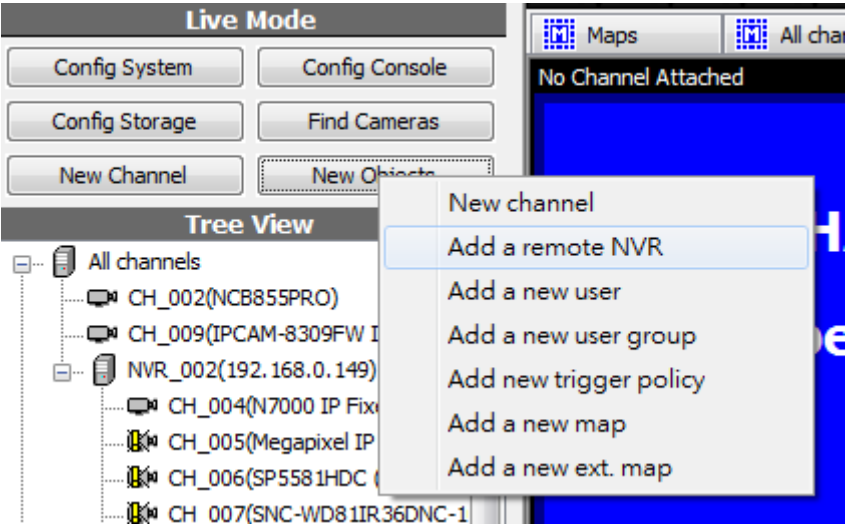 Live Mode
Config System
Config Console
Config Storage
Find Cameras
New Channel
New Objects
Tree View
All channels
CH_002(NCB855PRO)
CH_009(IPCAM-8309FW I
NVR_002(192.168.0.149)
CH_004(N7000 IP Fix
CH_005(Megapixel IP
CH_006(SP5581HDC (
CH_007(SNC-WD81IR36DNC-1
New channel
Add a remote NVR
Add a new user
Add a new user group
Add new trigger policy
Add a new map
Add a new ext. map
Maps
All chan
No Channel Attached